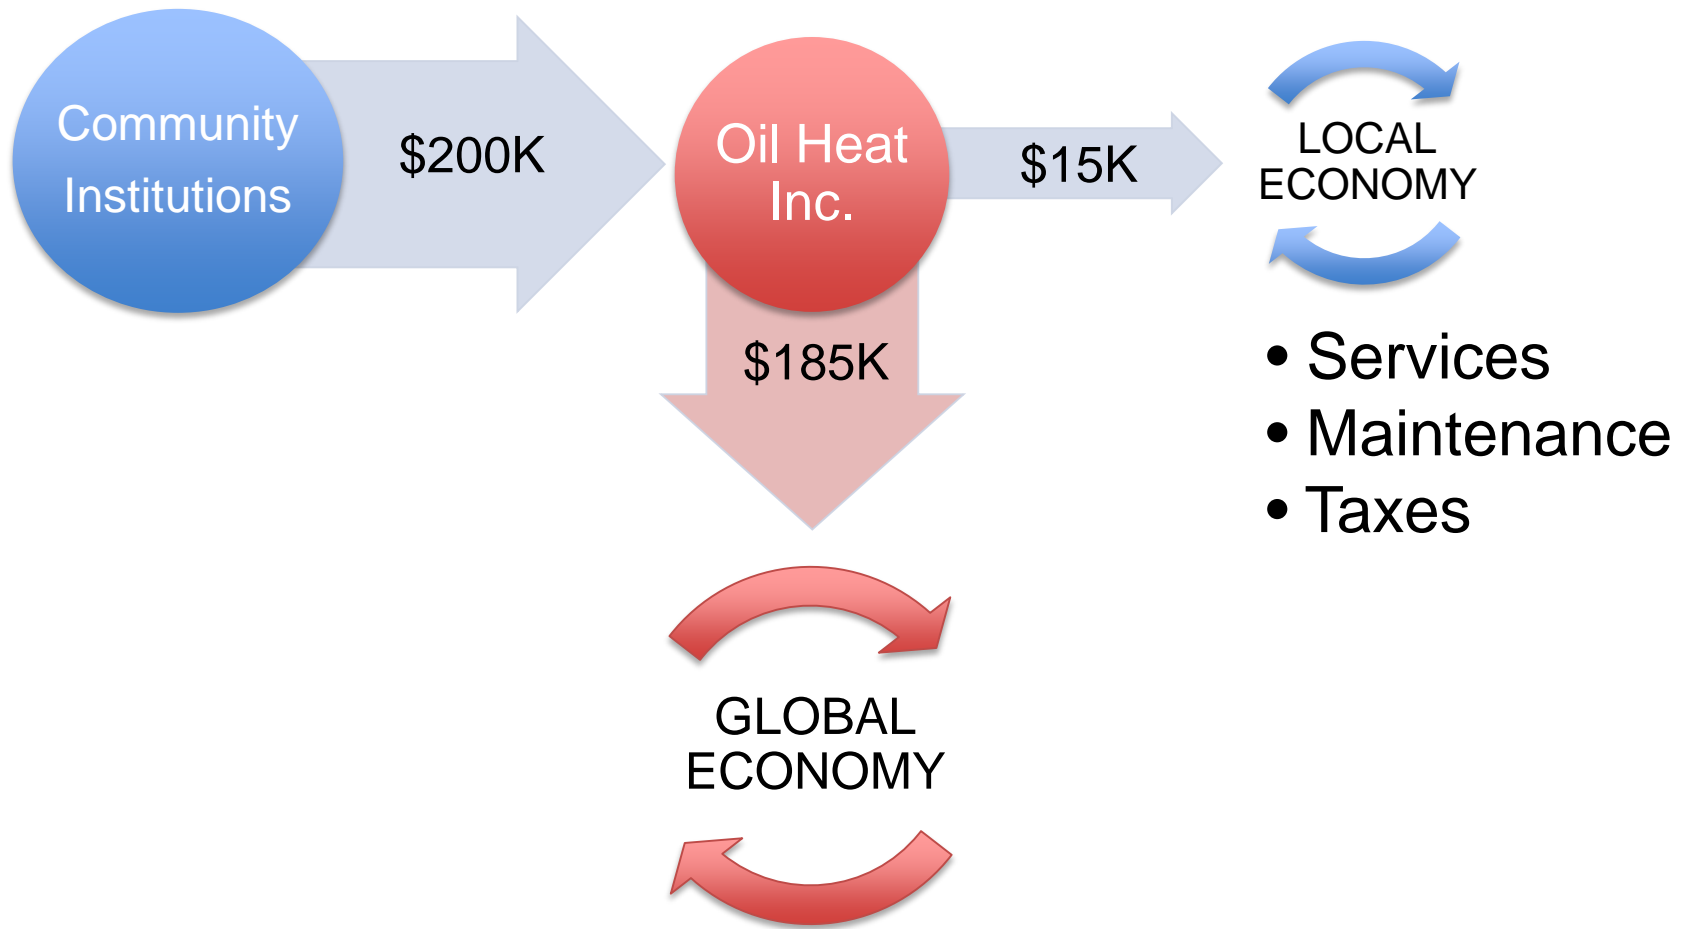 Community
Institutions
$200K
Oil Heat
Inc.
$15K
LOCAL
ECONOMY
• Services
• Maintenance
• Taxes
$185K
GLOBAL
ECONOMY